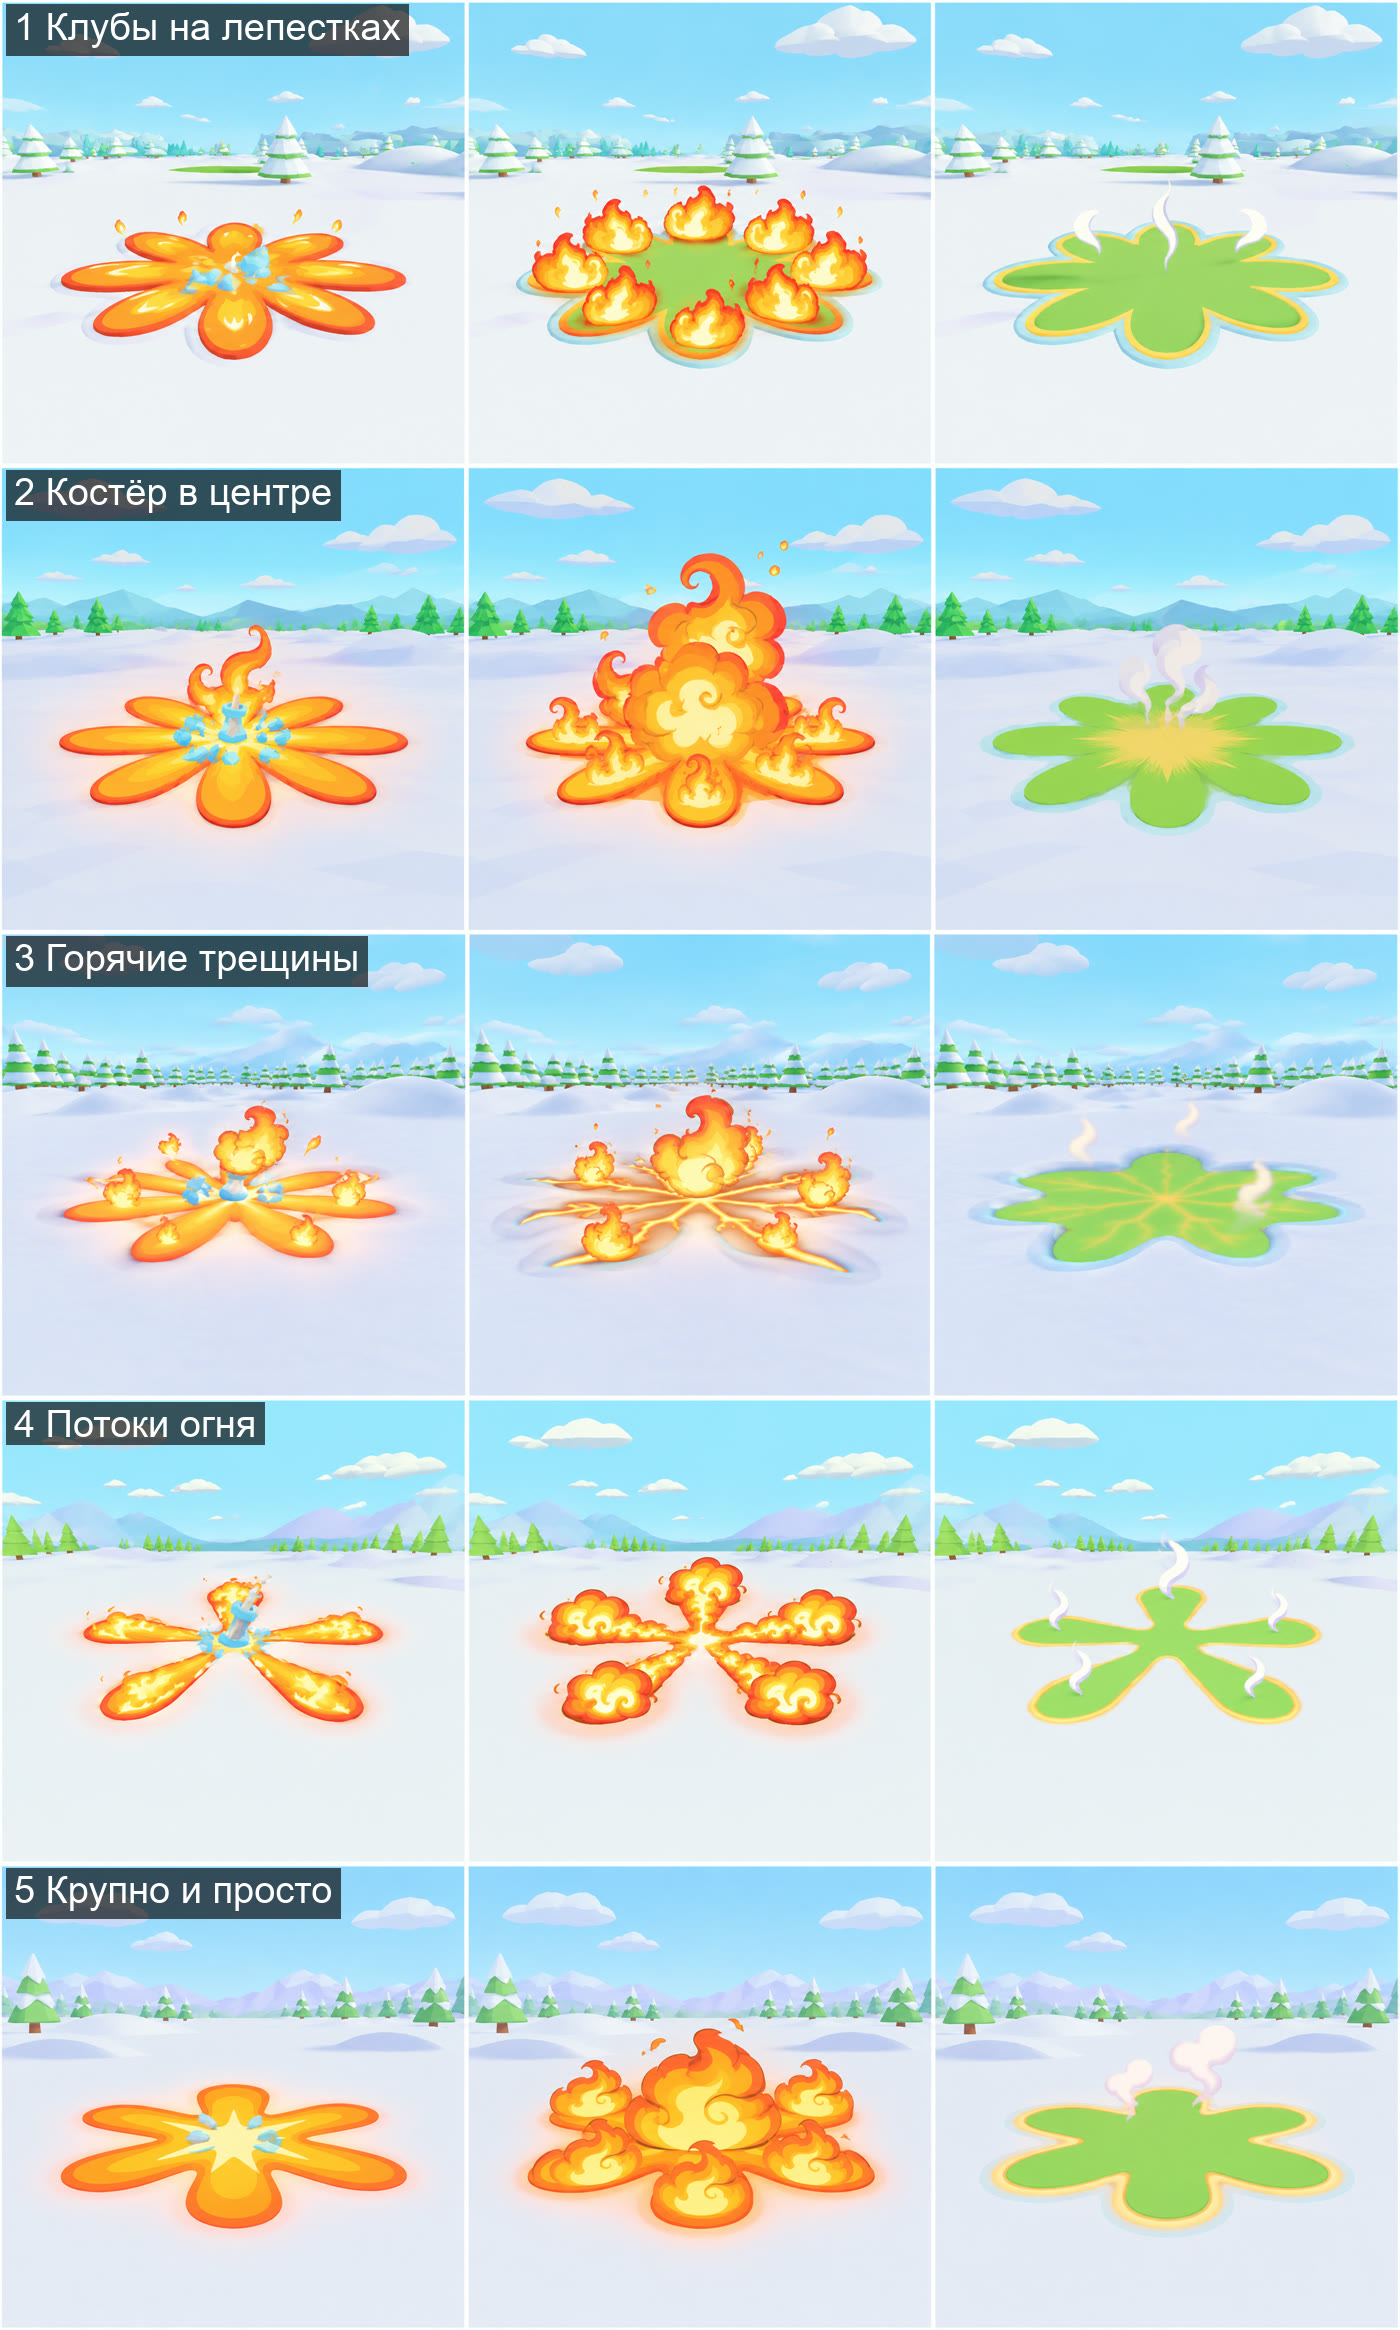 1 Клубы на лепестках
2 Костёр в центре
3 Горячие трещины
4 Потоки огня
5 Крупно и просто